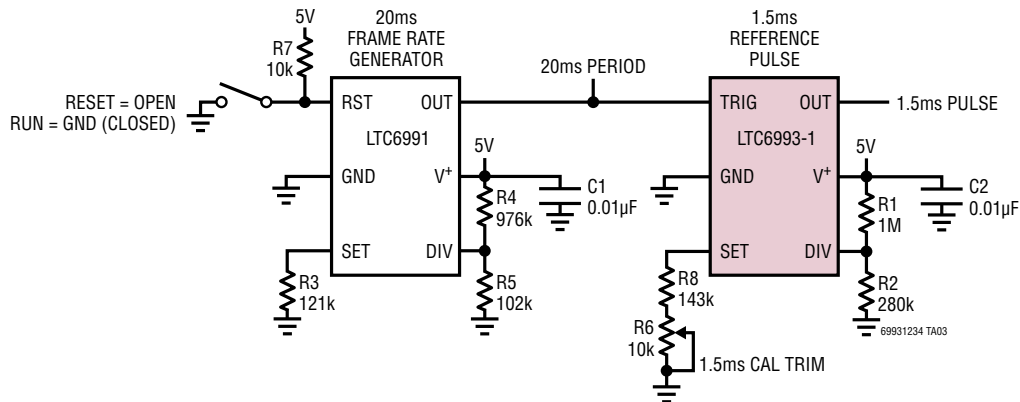 5V
R7
10k
RESET = OPEN
RUN = GND (CLOSED)
20ms
FRAME RATE
GENERATOR
RST
OUT
LTC6991
GND
V+
SET
DIV
R3
121k
5V
R4
976k
R5
102k
C1
0.01µF
20ms PERIOD
1.5ms
REFERENCE
PULSE
TRIG
OUT
LTC6993-1
GND
V+
SET
DIV
1.5ms PULSE
5V
R1
1M
R2
280k
C2
0.01µF
R8
143k
R6
10k
1.5ms CAL TRIM
69931234 TA03